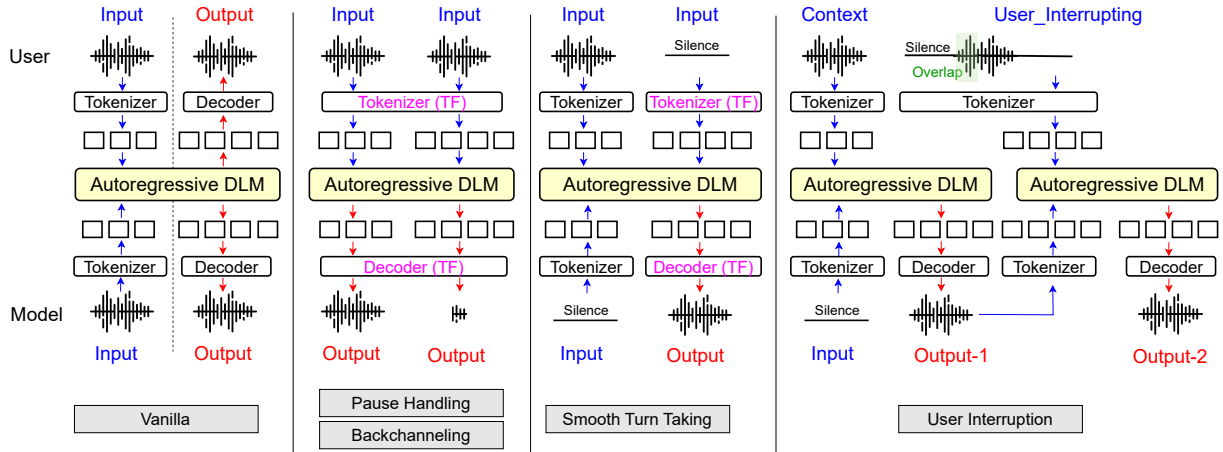 Input Output Input Input Input Input Context User_Interrupting
User Silence Silence
Overlap
Tokenizer Decoder Tokenizer (TF) Tokenizer Tokenizer (TF) Tokenizer Tokenizer
Autoregressive DLM Autoregressive DLM Autoregressive DLM Autoregressive DLM Autoregressive DLM
Tokenizer Decoder Decoder (TF) Tokenizer Decoder (TF) Tokenizer Decoder Tokenizer Decoder
Model Silence Silence
Input Output Output Output Input Output Input Output-1 Output-2
Vanilla Pause Handling Smooth Turn Taking User Interruption
Backchanneling